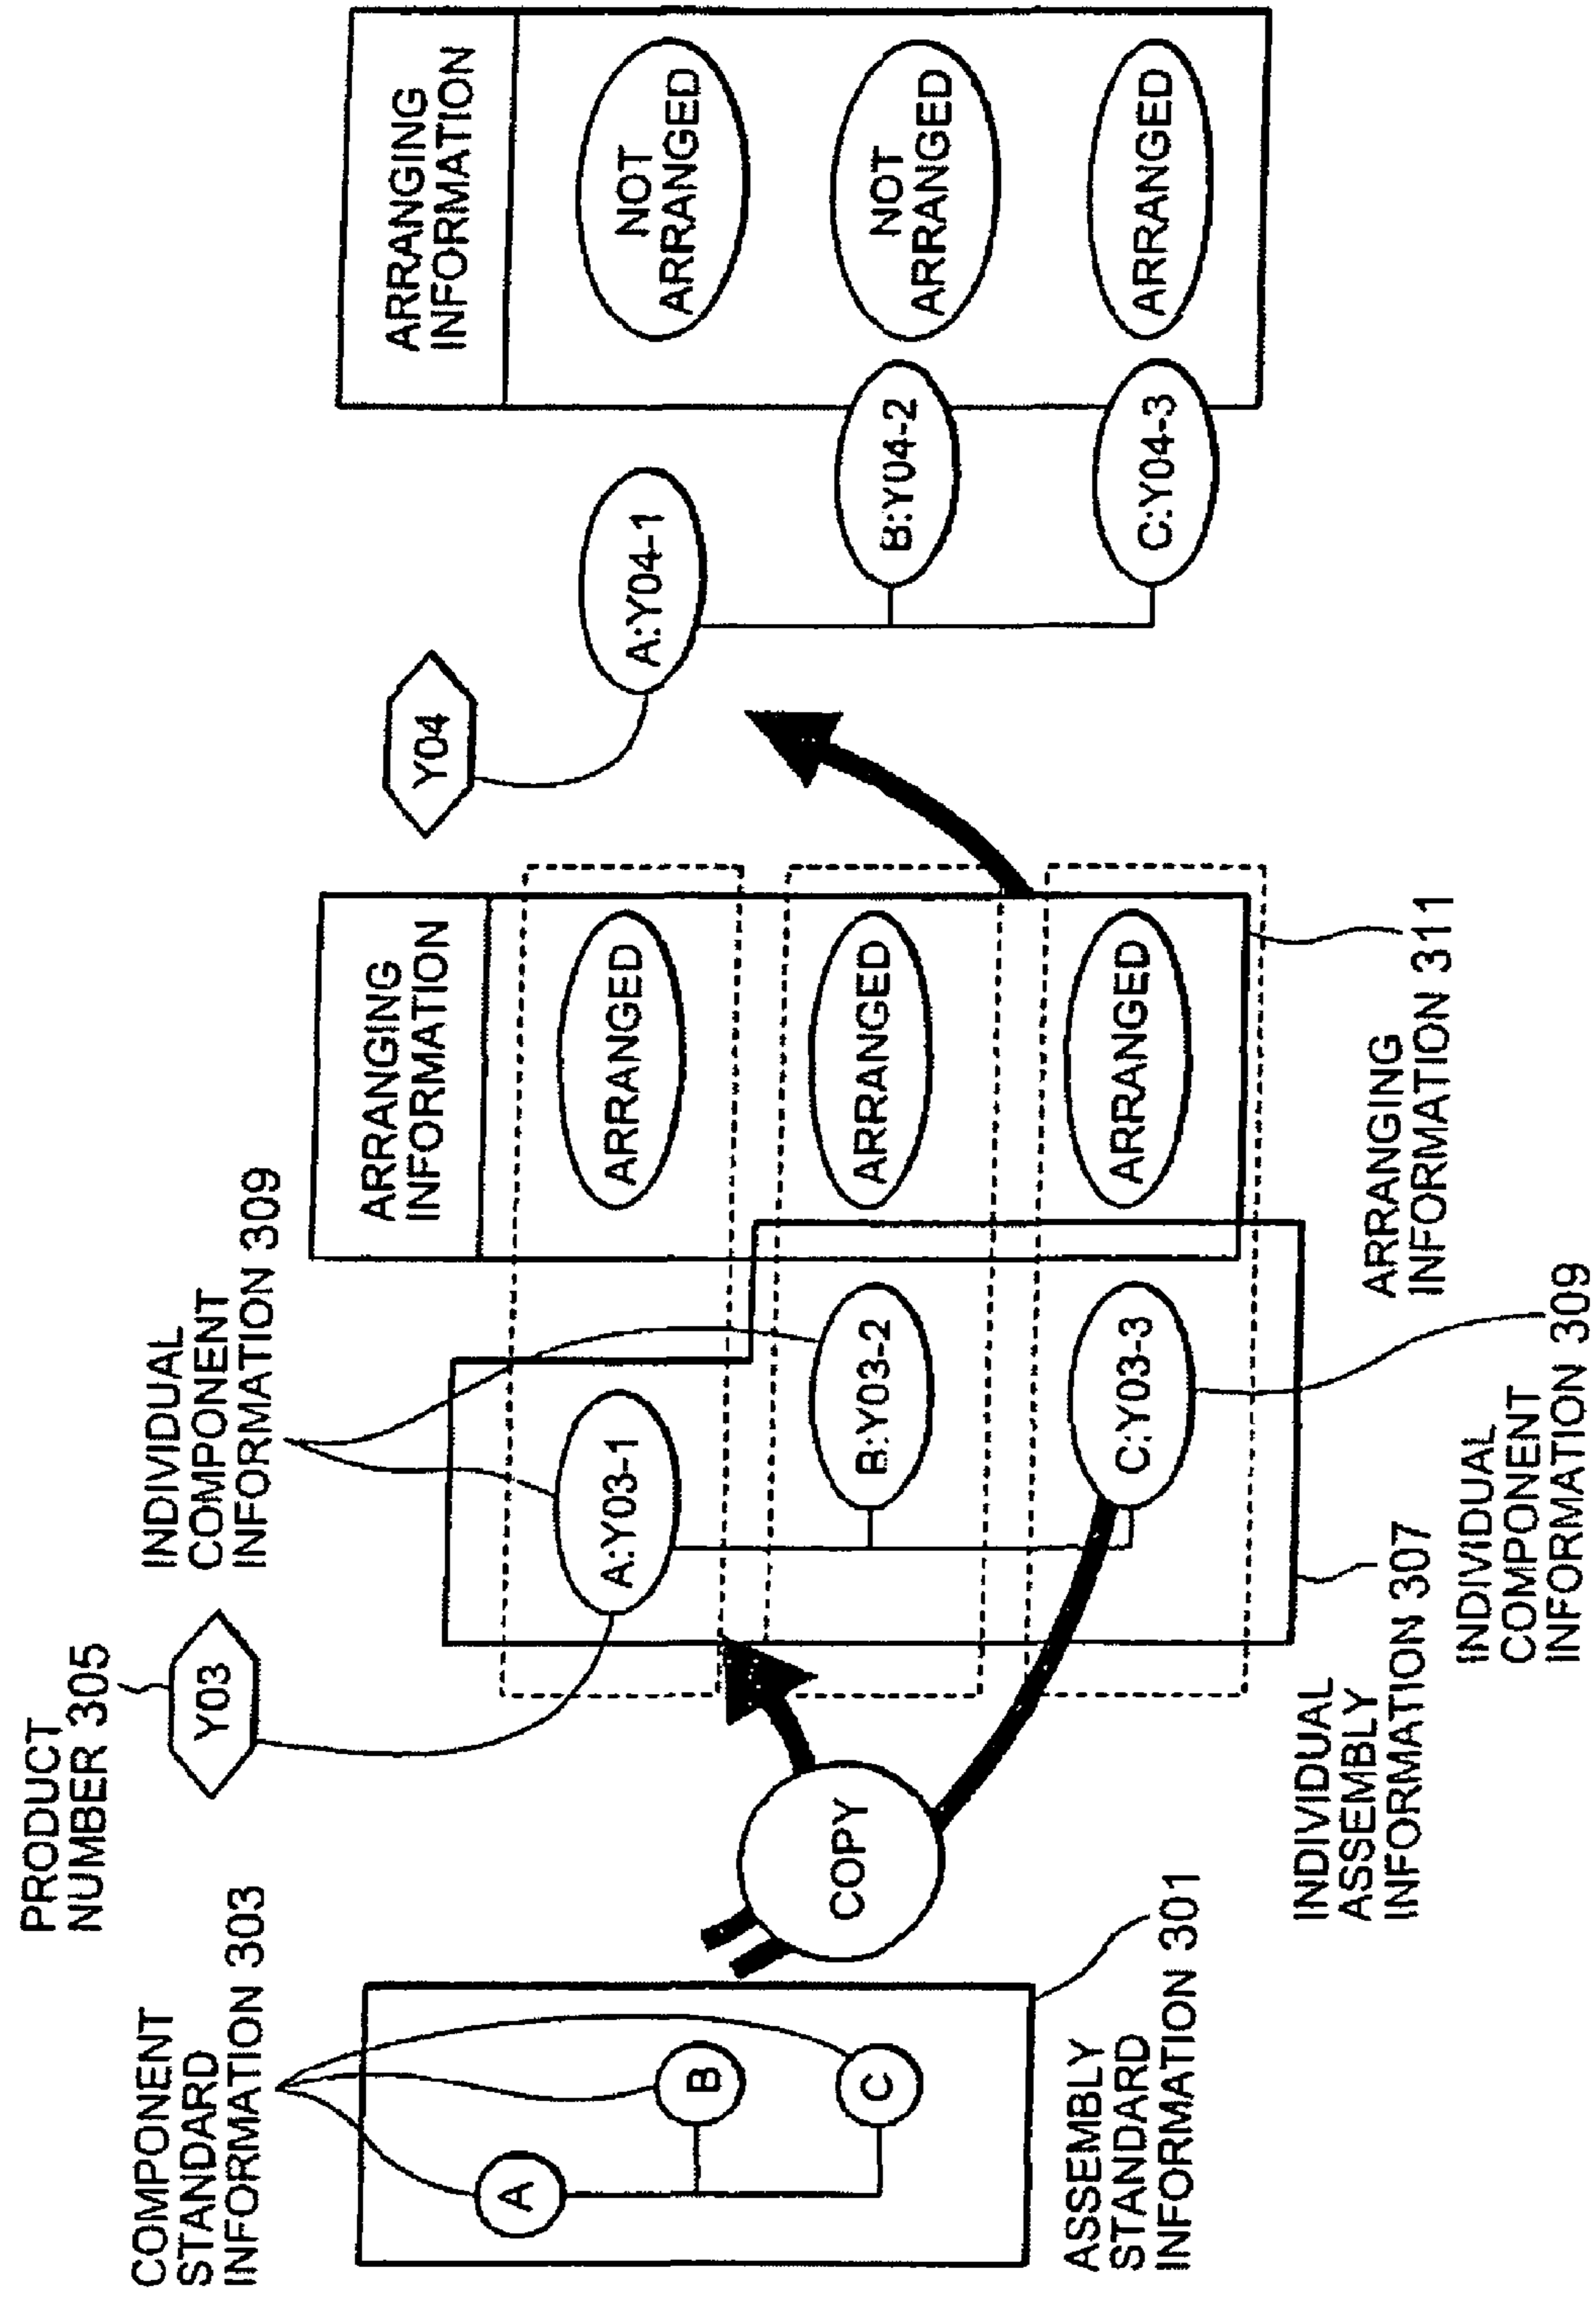 COMPONENT
STANDARD
INFORMATION 303
A
B
C
ASSEMBLY
STANDARD
INFORMATION 301
COPY
PRODUCT
NUMBER 305
Y03
INDIVIDUAL
COMPONENT
INFORMATION 309
A:Y03-1
B:Y03-2
C:Y03-3
INDIVIDUAL
ASSEMBLY
INFORMATION 307
INDIVIDUAL
COMPONENT
INFORMATION 309
ARRANGING
INFORMATION
ARRANGED
ARRANGED
ARRANGED
ARRANGING
INFORMATION 311
Y04
A:Y04-1
B:Y04-2
C:Y04-3
ARRANGING
INFORMATION
NOT
ARRANGED
NOT
ARRANGED
ARRANGED